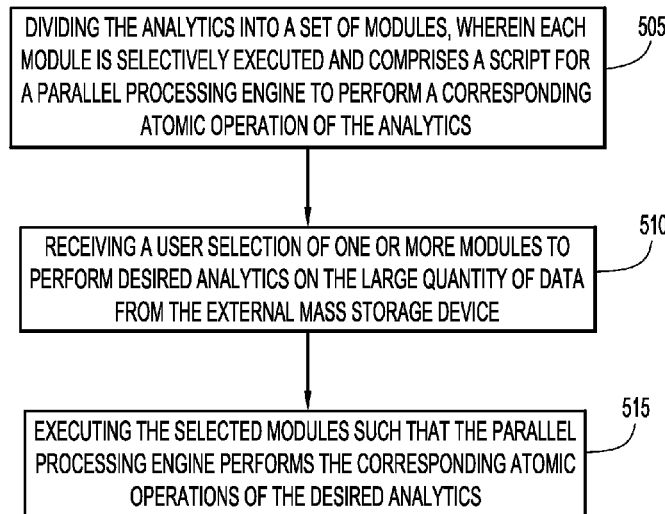 DIVIDING THE ANALYTICS INTO A SET OF MODULES, WHEREIN EACH
MODULE IS SELECTIVELY EXECUTED AND COMPRISES A SCRIPT FOR
A PARALLEL PROCESSING ENGINE TO PERFORM A CORRESPONDING
ATOMIC OPERATION OF THE ANALYTICS
505
RECEIVING A USER SELECTION OF ONE OR MORE MODULES TO
PERFORM DESIRED ANALYTICS ON THE LARGE QUANTITY OF DATA
FROM THE EXTERNAL MASS STORAGE DEVICE
510
EXECUTING THE SELECTED MODULES SUCH THAT THE PARALLEL
PROCESSING ENGINE PERFORMS THE CORRESPONDING ATOMIC
OPERATIONS OF THE DESIRED ANALYTICS
515